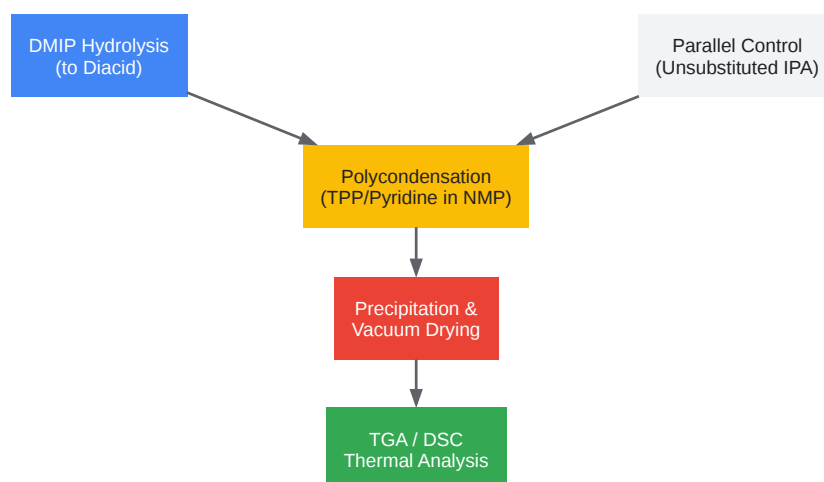 DMIP Hydrolysis
(to Diacid)
Parallel Control
(Unsubstituted IPA)
Polycondensation
(TPP/Pyridine in NMP)
Precipitation &
Vacuum Drying
TGA / DSC
Thermal Analysis